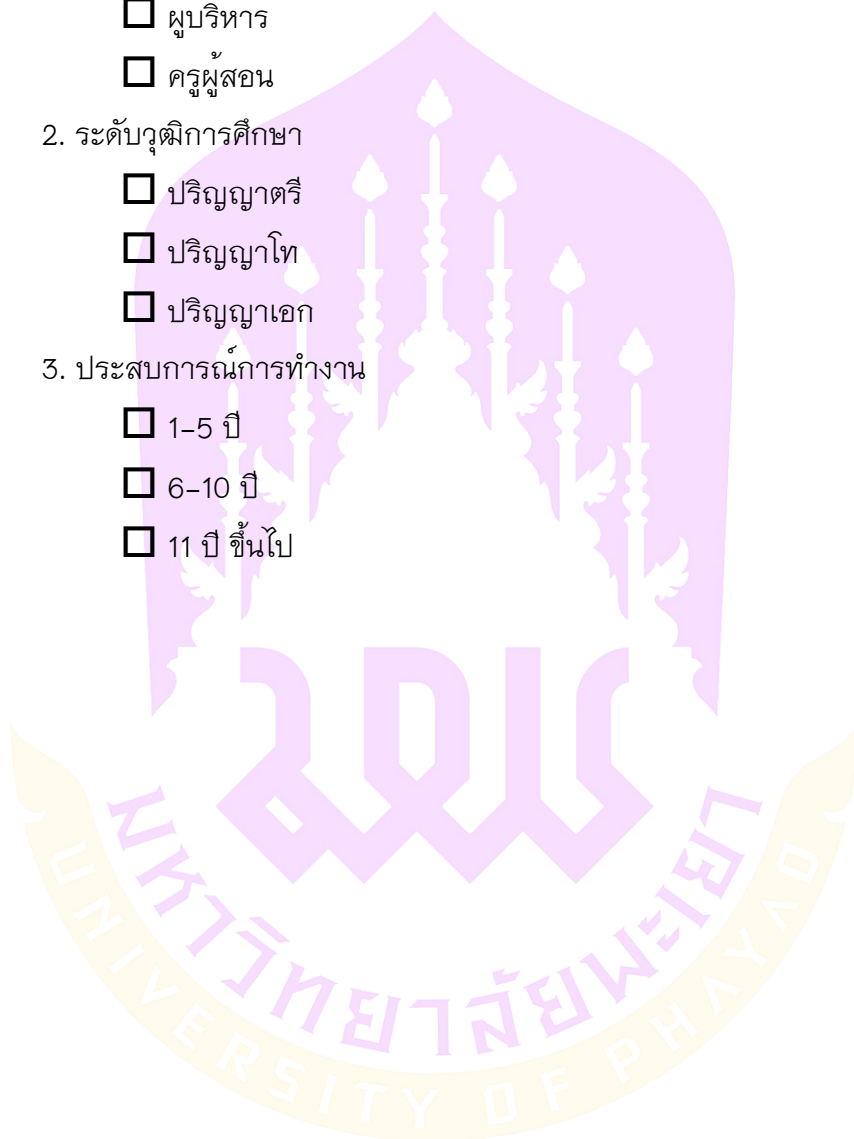 ☐ ผูบริหาร
☐ ครูผู้สอน
2. ระดับวุฒิการศึกษา
☐ ปริญญาตรี
☐ ปริญญาโท
☐ ปริญญาเอก
3. ประสบการณ์การทำงาน
☐ 1-5 ปี
☐ 6-10 ปี
☐ 11 ปี ขึ้นไป
มหาวิทยาลัยพะเยา
UNIVERSITY OF PHAYAO